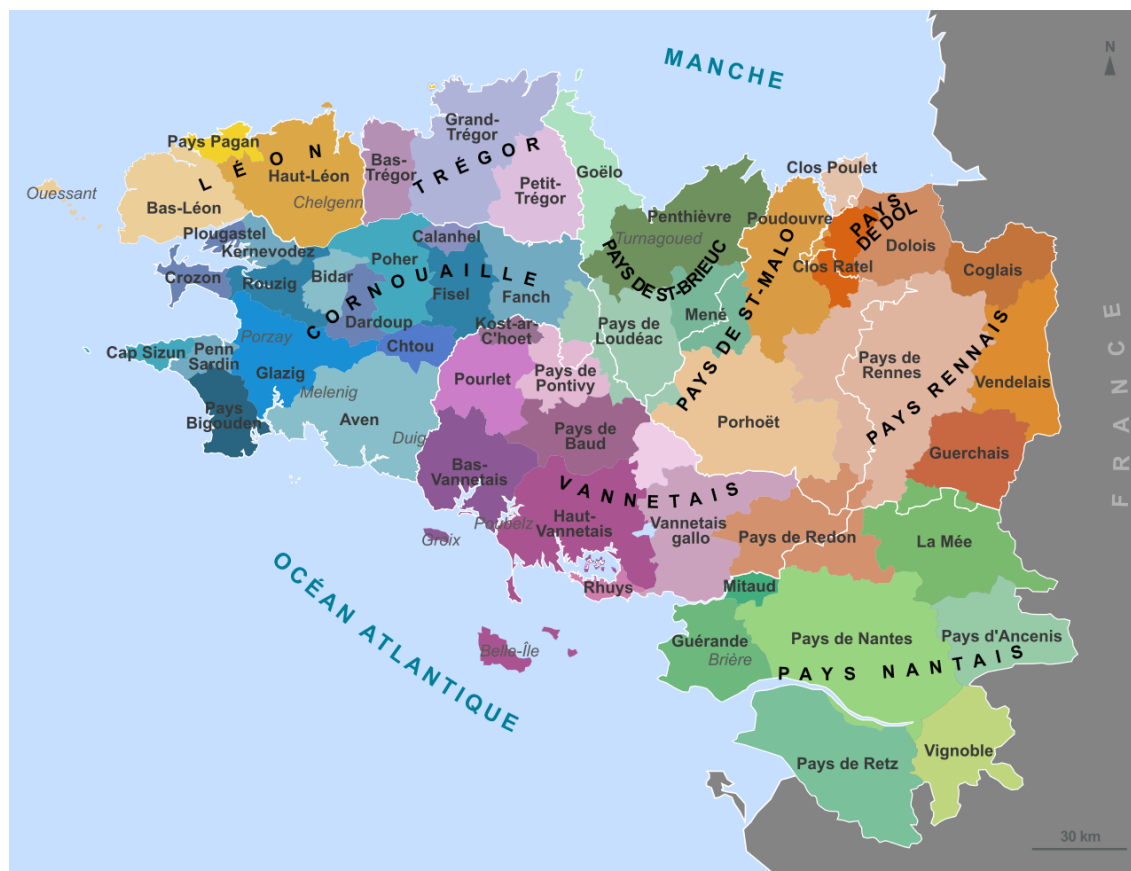 MANCHE
N
Grand-
Trégor
Pays Pagan
LÉON
Haut-Léon
Bas-
Trégor
TRÉGOR
Petit-
Trégor
Goëlo
Clos Poulet
Ouessant
Bas-Léon
Chelgenn
Penthièvre
Turnagoued
Poudouvre
PAYS
DE DOL
Dolois
Plougastel
Kernevodez
Calanhel
Poher
CORNOUAILLE
PAYS DE ST-BRIEUC
PAYS DE ST-MALO
Clos Ratel
Coglais
Crozon
Rouzig
Bidar
Fisel
Fanch
Mené
FRANCE
Porzay
Dardoup
Kost-ar-
C'hoet
Pays de
Loudéac
Pays de
Rennes
PAYS RENNAIS
Cap Sizun
Penn
Sardin
Glazig
Chtou
Pourlet
Pays de
Pontivy
Vendelais
Melenig
Pays
Bigouden
Aven
Duig
Pays de
Baud
Porhoët
Guerchais
Bas-
Vannetais
VANNETAIS
Poubelz
Groix
Haut-
Vannetais
Vannetais
gallo
Pays de Redon
La Mée
Rhuys
Mitaud
OCÉAN ATLANTIQUE
Belle-Île
Guérande
Brière
Pays de Nantes
Pays d'Ancenis
PAYS NANTAIS
Pays de Retz
Vignoble
30 km